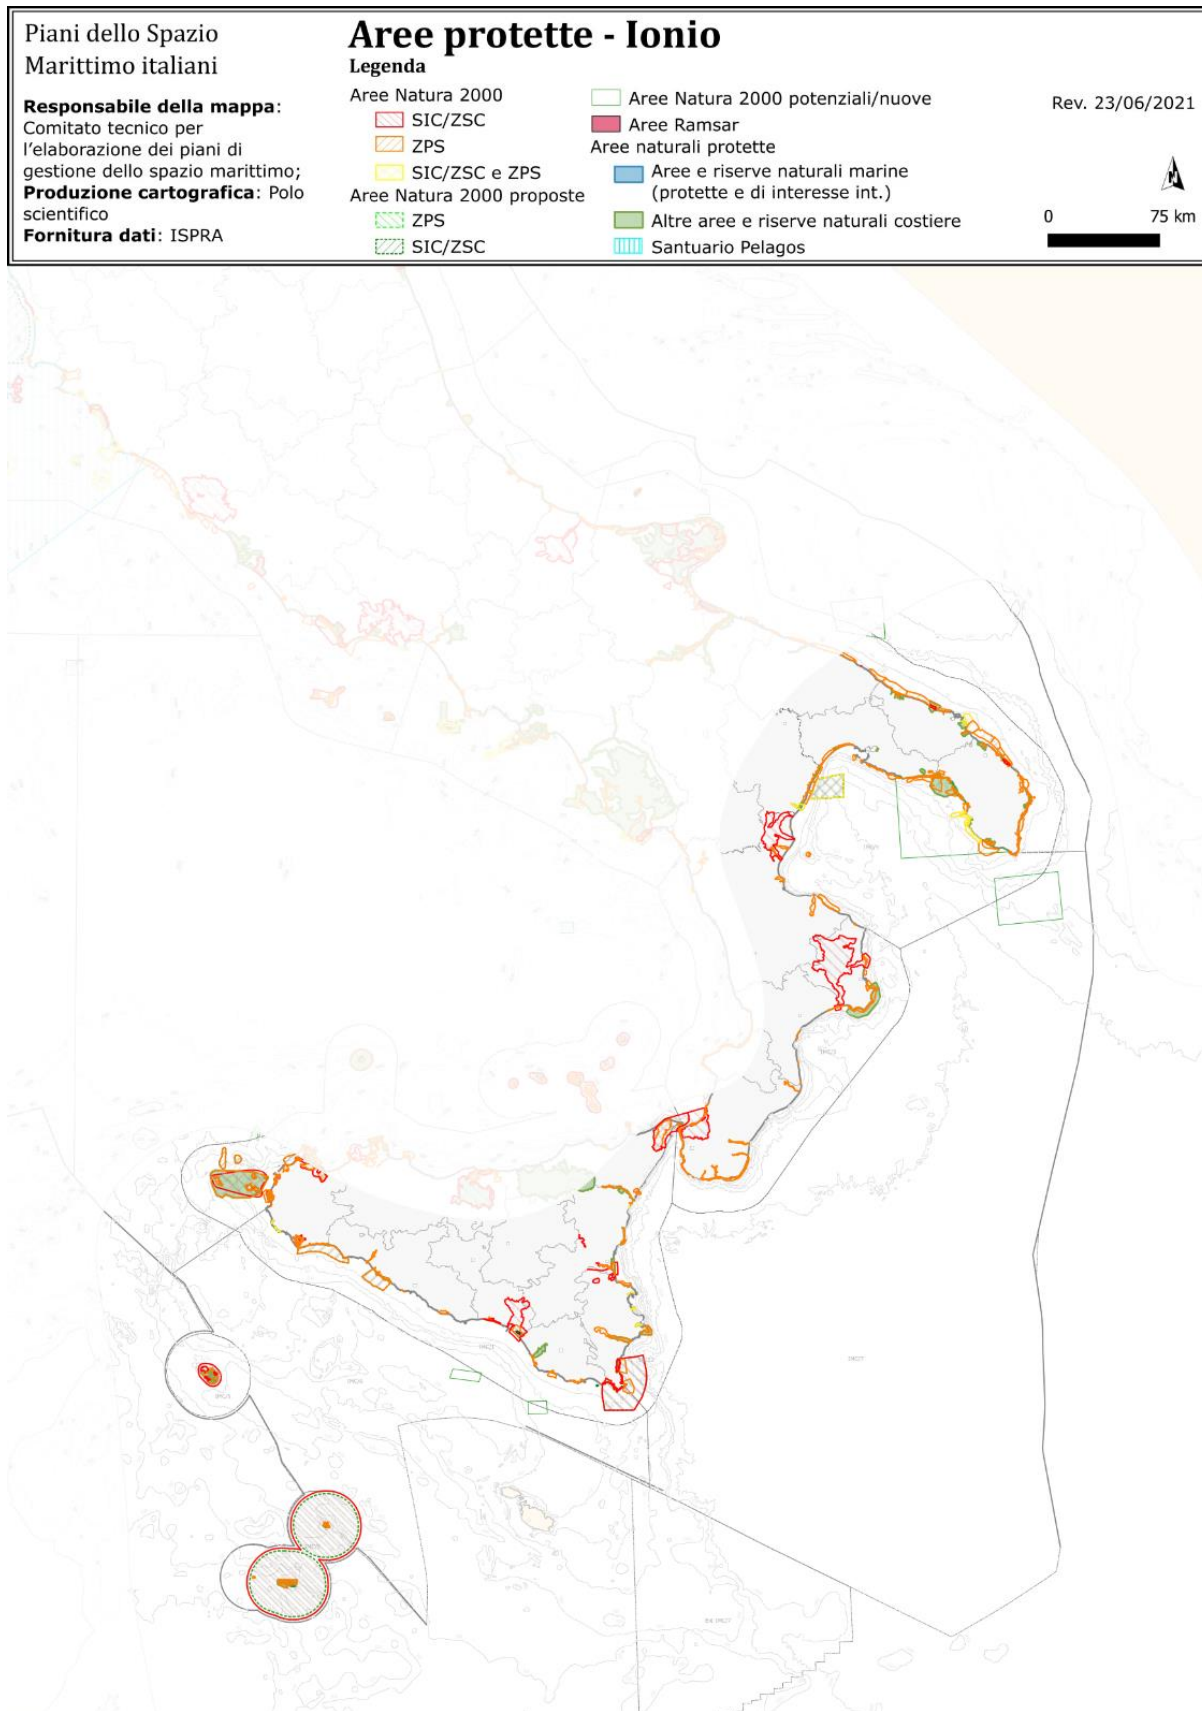 Piani dello Spazio
Marittimo italiani
Responsabile della mappa:
Comitato tecnico per
l'elaborazione dei piani di
gestione dello spazio marittimo;
Produzione cartografica: Polo
scientifico
Fornitura dati: ISPRA
Aree protette - Ionio
Legenda
Aree Natura 2000
SIC/ZSC
ZPS
SIC/ZSC e ZPS
Aree Natura 2000 proposte
ZPS
SIC/ZSC
Aree Natura 2000 potenziali/nuove
Aree Ramsar
Aree naturali protette
Aree e riserve naturali marine
(protette e di interesse int.)
Altre aree e riserve naturali costiere
Santuario Pelagos
Rev. 23/06/2021
N
0 75 km